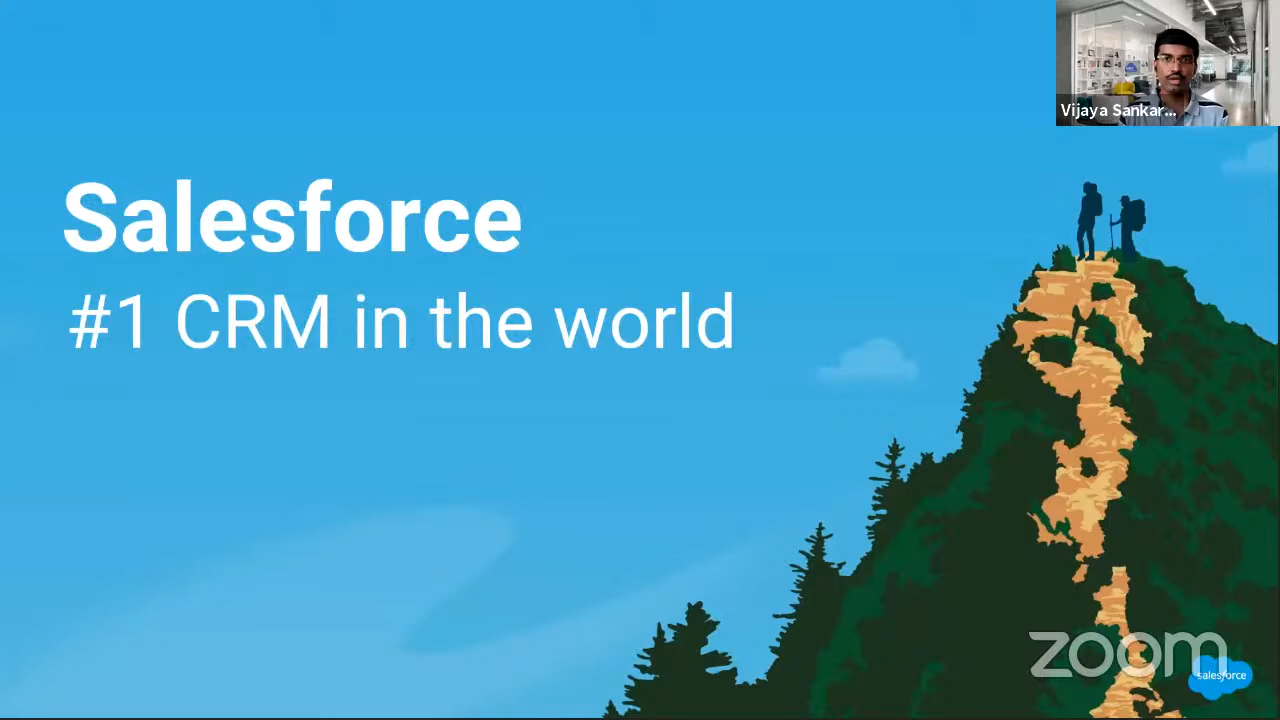 Vijaya Sankar...
Salesforce
#1 CRM in the world
zoom
salesforce